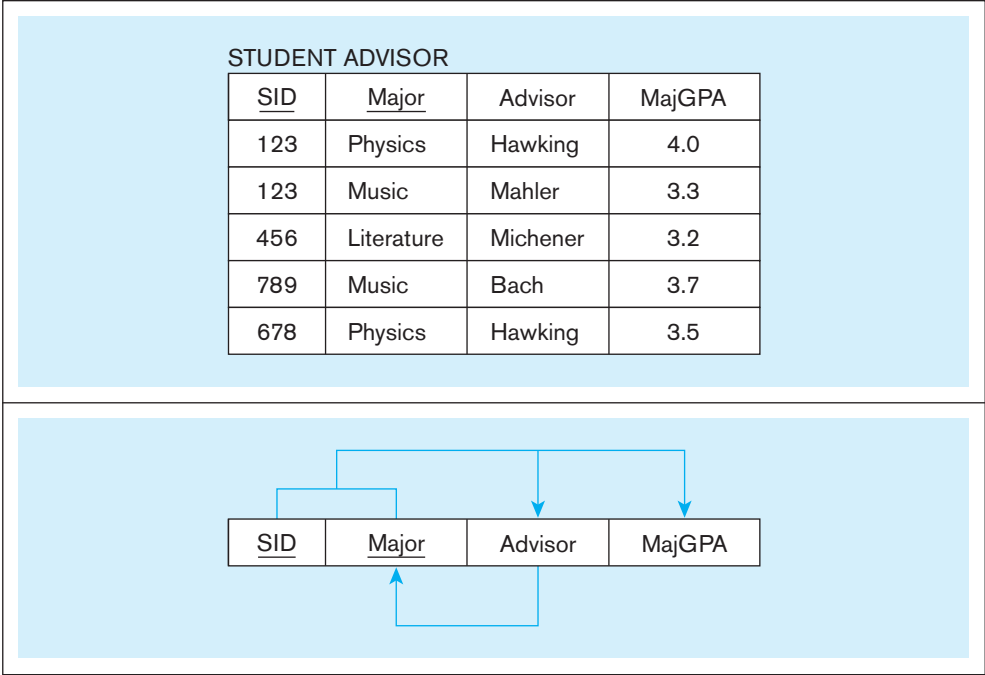 STUDENT ADVISOR
SID Major Advisor MajGPA
123 Physics Hawking 4.0
123 Music Mahler 3.3
456 Literature Michener 3.2
789 Music Bach 3.7
678 Physics Hawking 3.5
SID Major Advisor MajGPA